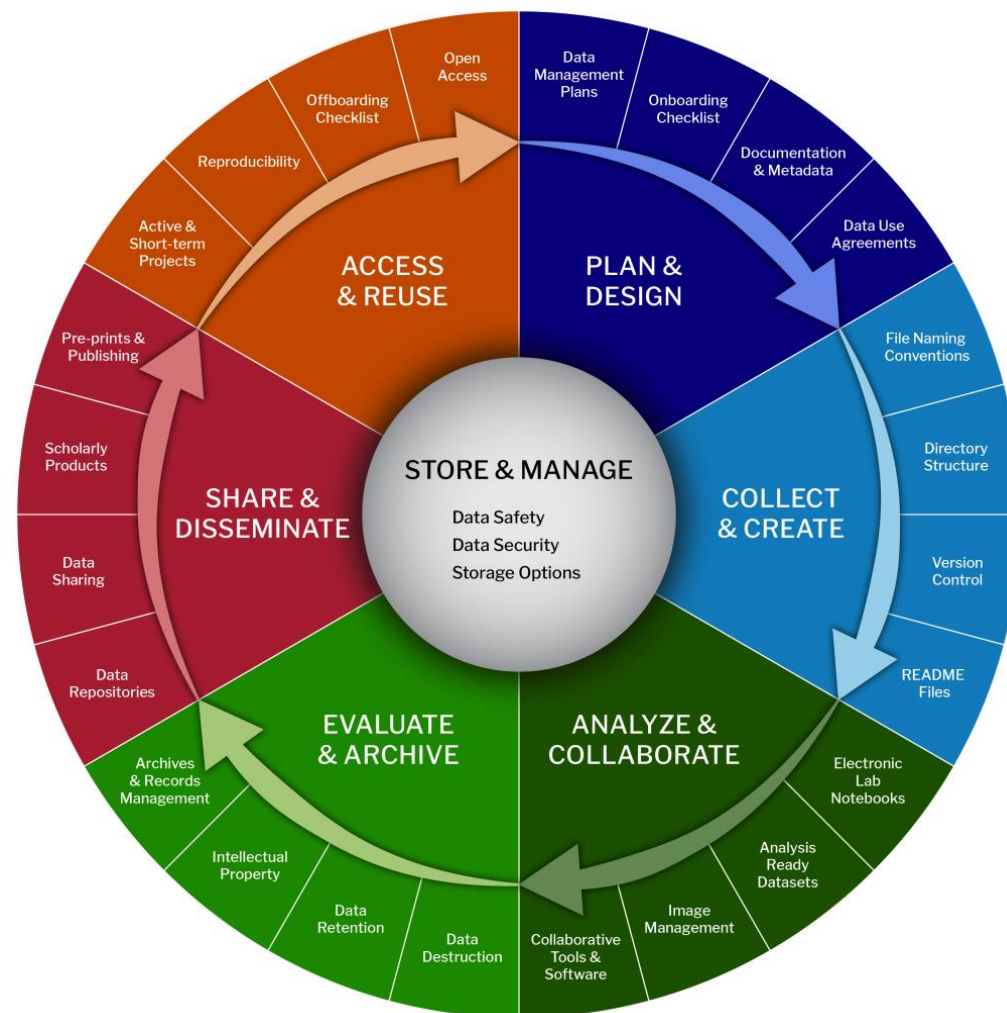 Open
Access
Offboarding
Checklist
Reproducibility
Active &
Short-term
Projects
ACCESS
& REUSE
Data
Management
Plans
Onboarding
Checklist
Documentation
& Metadata
Data Use
Agreements
PLAN &
DESIGN
File Naming
Conventions
Directory
Structure
Version
Control
README
Files
COLLECT
& CREATE
Electronic
Lab
Notebooks
Analysis
Ready
Datasets
Image
Management
Collaborative
Tools &
Software
ANALYZE &
COLLABORATE
Data
Destruction
Data
Retention
Intellectual
Property
Archives
& Records
Management
EVALUATE
& ARCHIVE
Data
Repositories
Data
Sharing
Scholarly
Products
Pre-prints &
Publishing
SHARE &
DISSEMINATE
STORE & MANAGE
Data Safety
Data Security
Storage Options